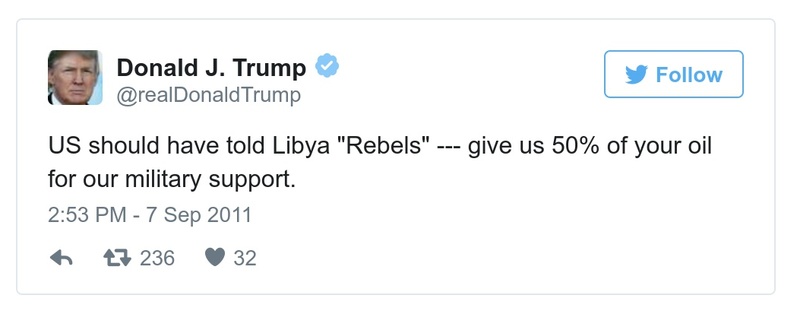 Donald J. Trump
@realDonaldTrump
Follow
US should have told Libya "Rebels" --- give us 50% of your oil
for our military support.
2:53 PM - 7 Sep 2011
236
32